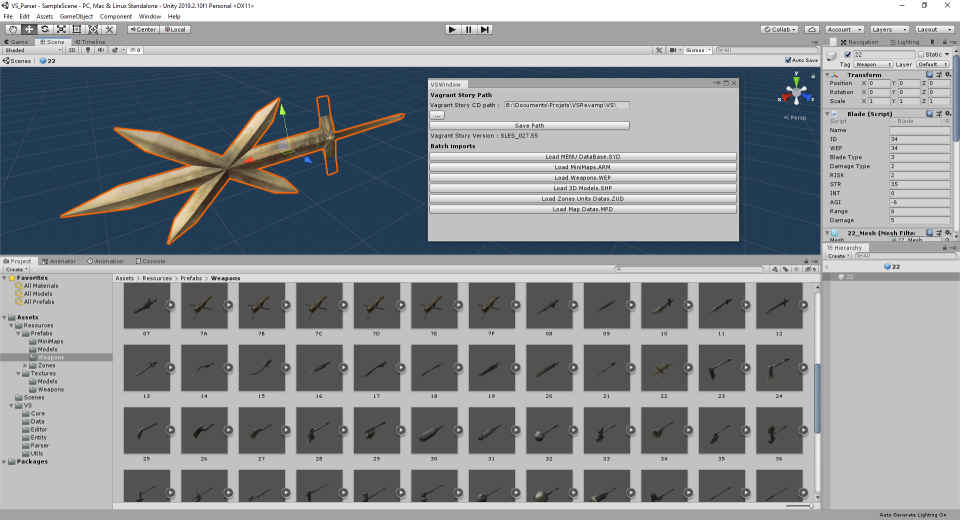 VS_Parser - SampleScene - PC, Mac & Linux Standalone - Unity 2019.2.10f1 Personal <DX11>
File Edit Assets GameObject Component Window Help
Center Local
Collab
Account Layers Layout
Game Scene Timeline
Shaded 2D 0 Gizmos All
Scenes 22 Auto Save
y
x
z
Persp
VSWindow
Vagrant Story Path
Vagrant Story CD path : B:\Documents\Projets\VSRevamp\VS\
...
Save Path
Vagrant Story Version : SLES_027.55
Batch imports
Load MENU DataBase.SYD
Load MiniMaps.ARM
Load Weapons.WEP
Load 3D Models.SHP
Load Zones Units Datas.ZUD
Load Map Datas.MPD
Navigation Lighting
22 Static
Tag Weapon Layer Default
Transform
Position X 0 Y 0 Z 0
Rotation X 0 Y 0 Z 0
Scale X 1 Y 1 Z 1
Blade (Script)
Script Blade
Name
ID 34
WEP 34
Blade Type 3
Damage Type 2
RISK 2
STR 35
INT 0
AGI -6
Range 6
Damage 5
22_Mesh (Mesh Filte
Mesh 22_Mesh
Hierarchy
Create All
22
22
Project Animator Animation Console
Create 9
Favorites
All Materials
All Models
All Prefabs
Assets
Resources
Prefabs
MiniMaps
Models
Weapons
Zones
Textures
Models
Weapons
Scenes
VS
Core
Data
Editor
Entity
Parser
Utils
Packages
Assets Resources Prefabs Weapons
07 7A 7B 7C 7D 7E 7F 08 09 10 11 12
13 14 15 16 17 18 19 20 21 22 23 24
25 26 27 28 29 30 31 32 33 34 35 36
Auto Generate Lighting On